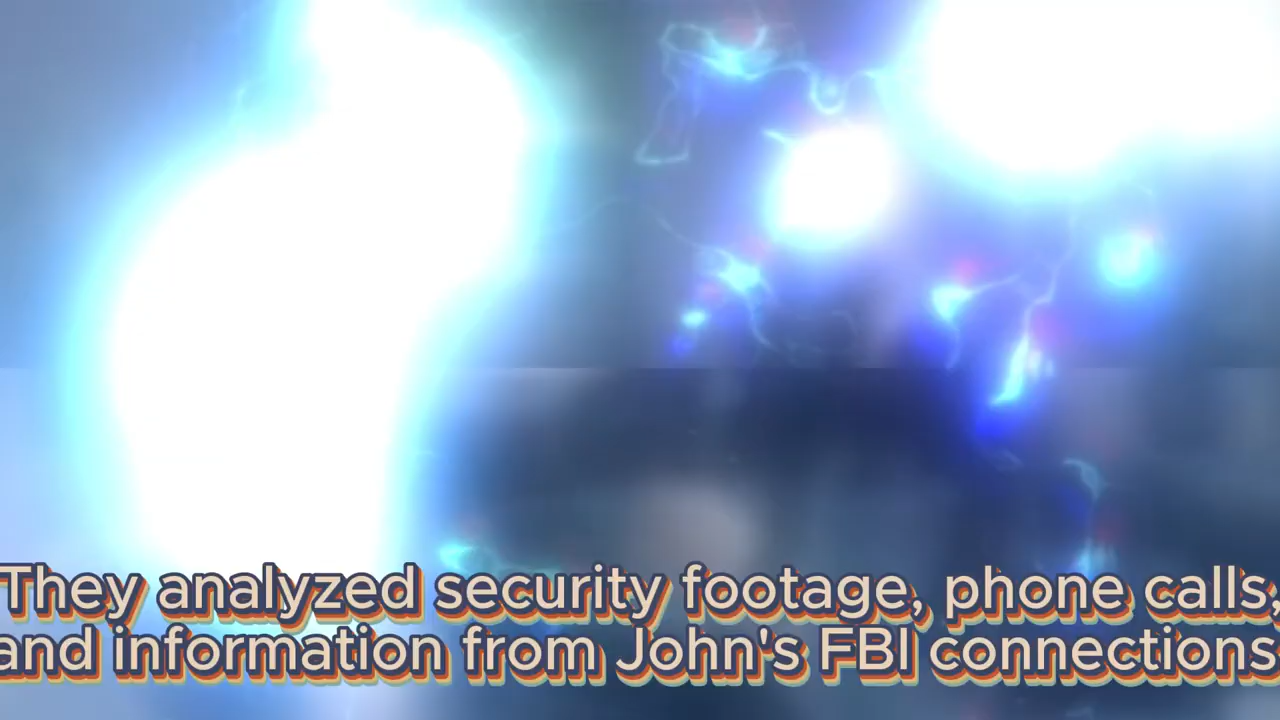 They analyzed security footage, phone calls,
and information from John's FBI connections